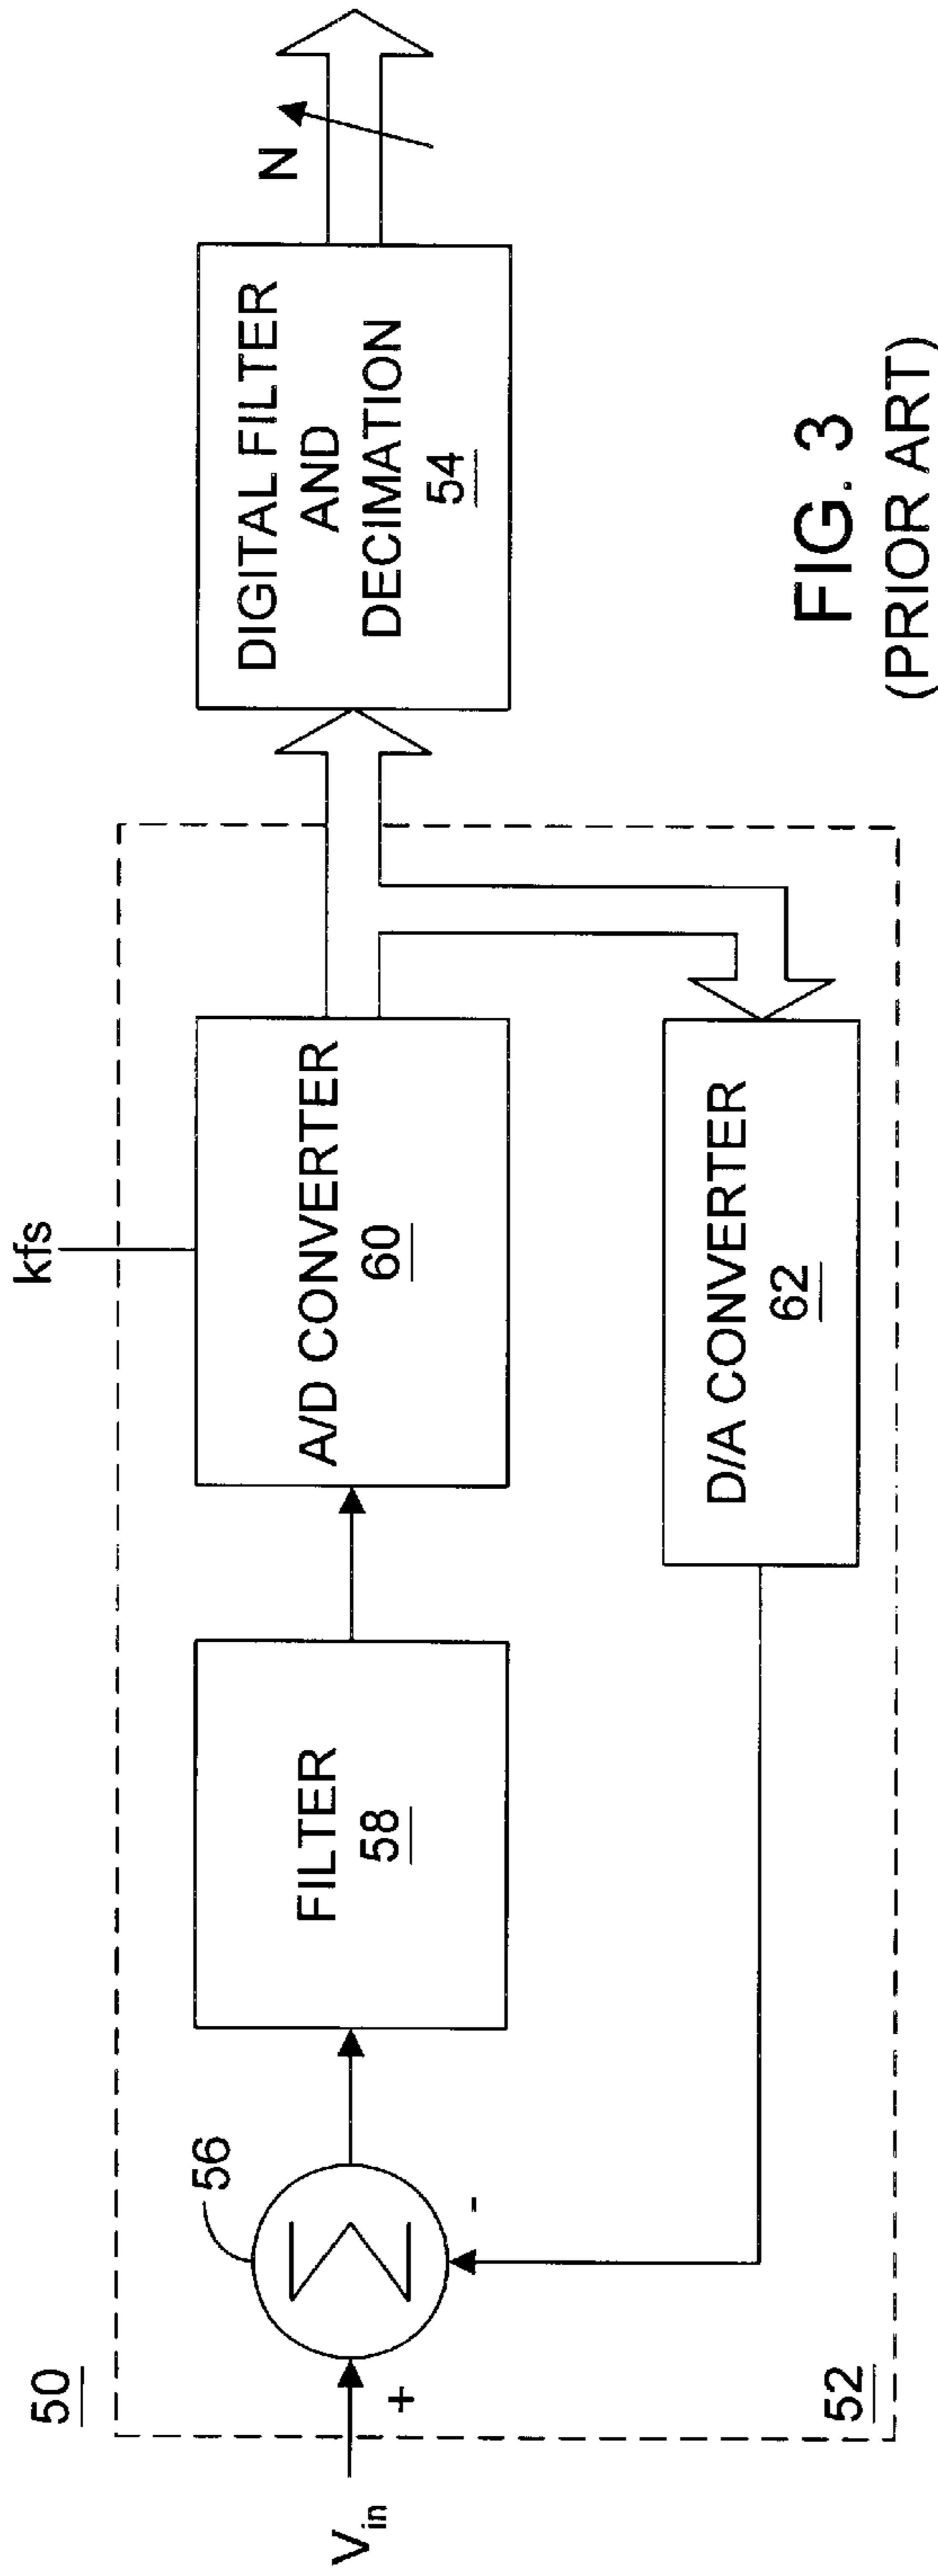 50
kfs
V_in
+
-
56
Σ
FILTER
58
A/D CONVERTER
60
D/A CONVERTER
62
52
DIGITAL FILTER
AND
DECIMATION
54
N
FIG. 3
(PRIOR ART)